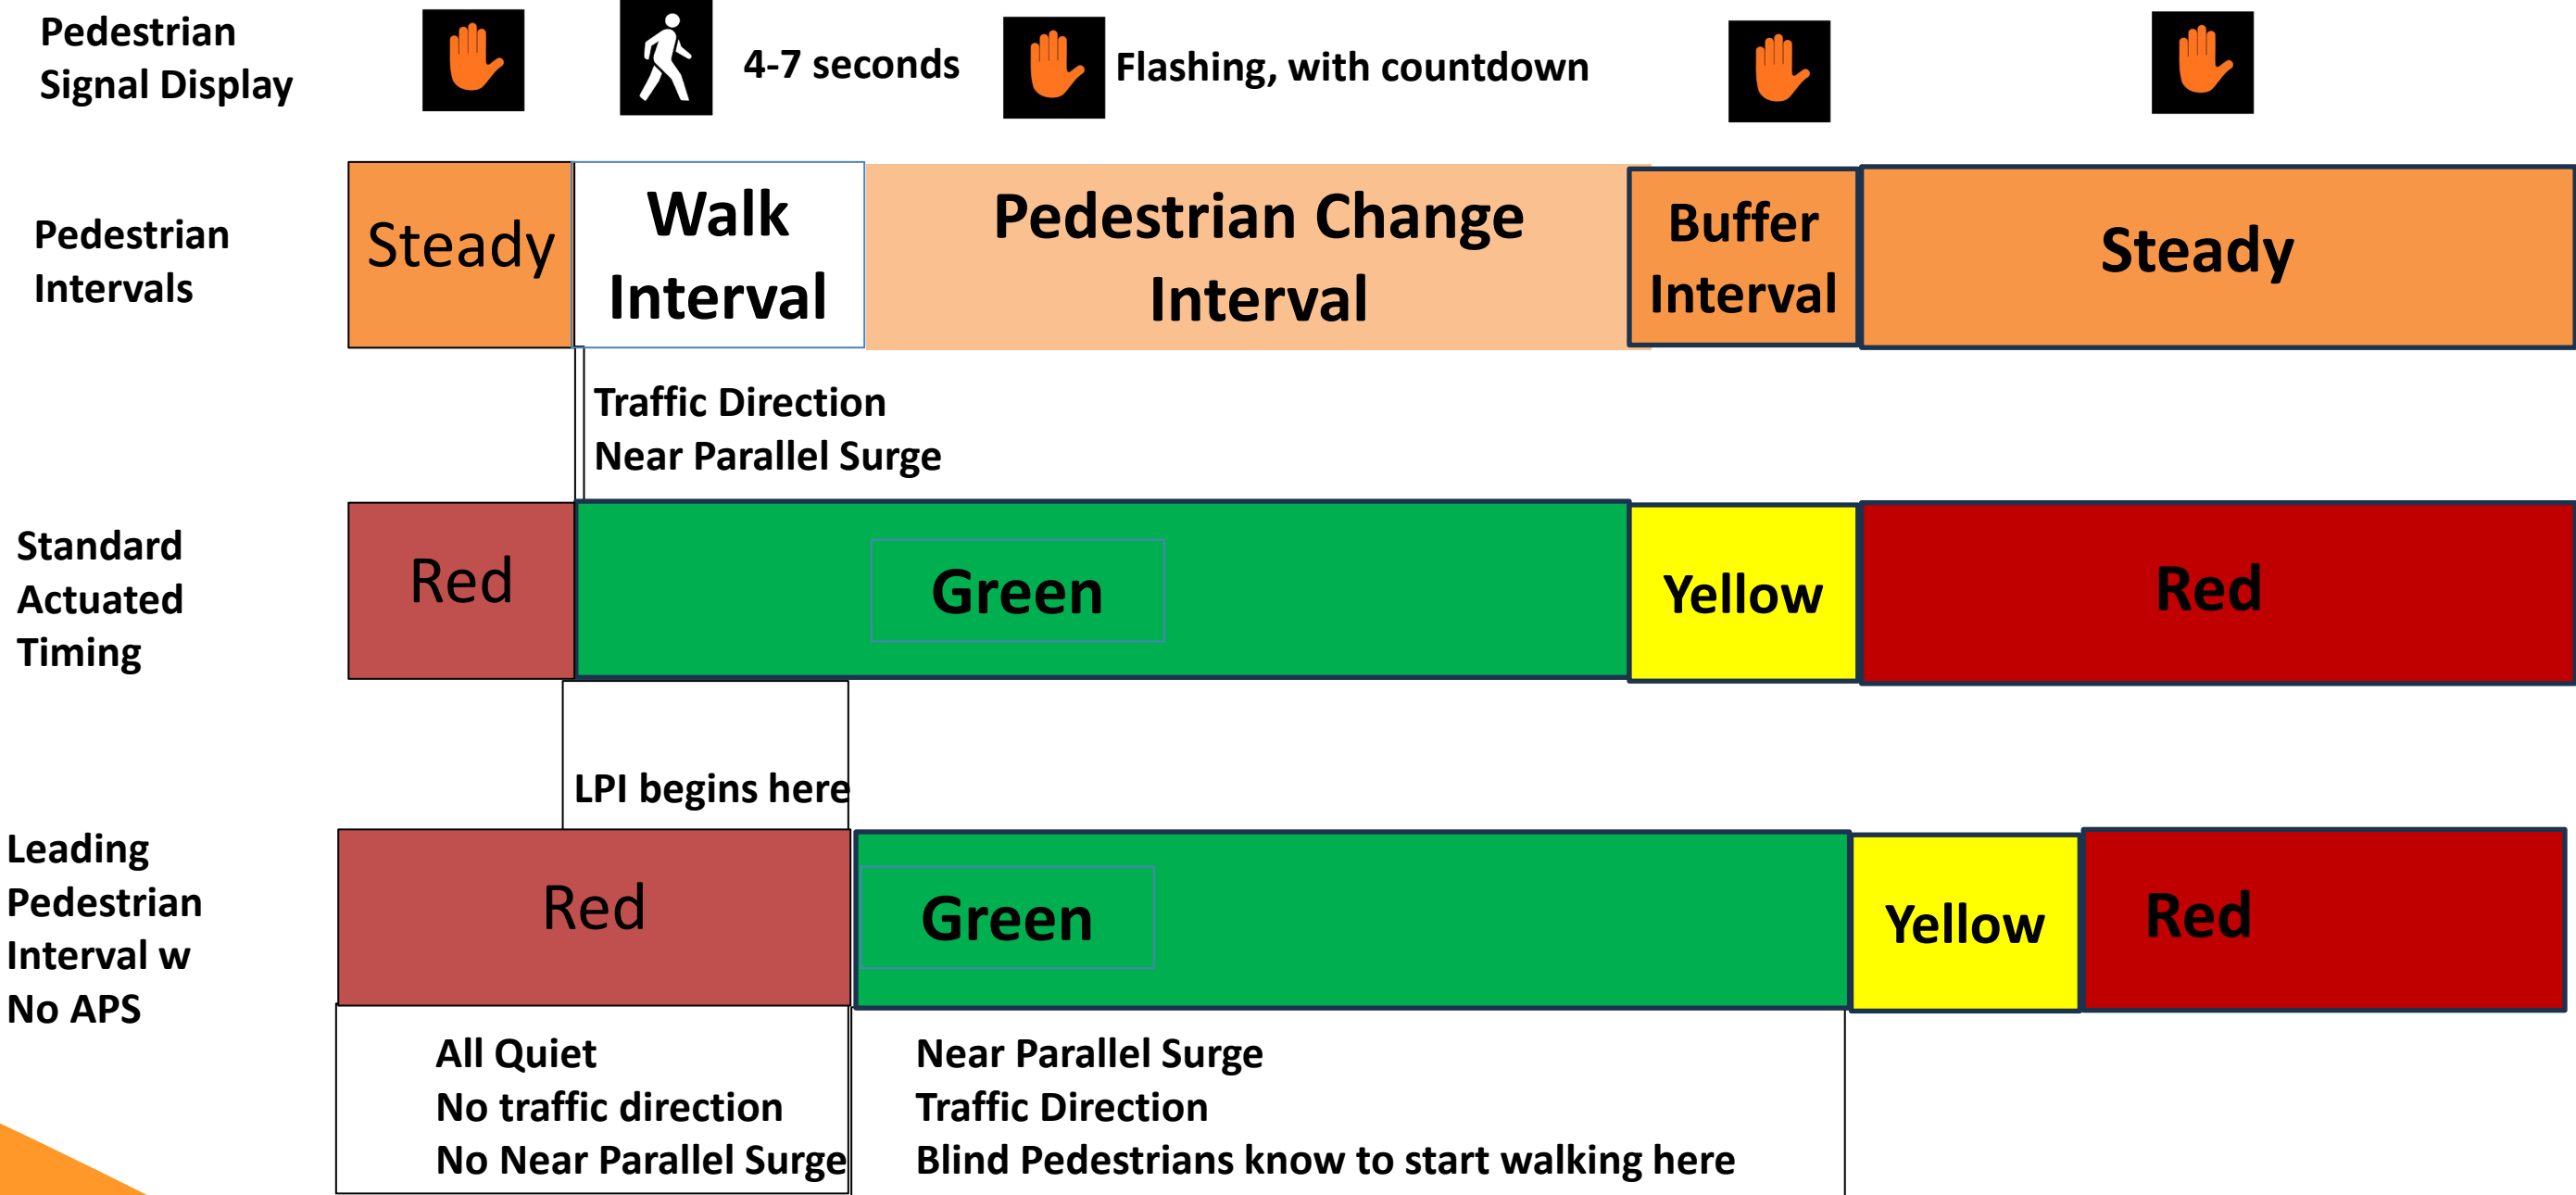 Pedestrian
Signal Display
4-7 seconds
Flashing, with countdown
Pedestrian
Intervals
Steady
Walk
Interval
Pedestrian Change
Interval
Buffer
Interval
Steady
Traffic Direction
Near Parallel Surge
Standard
Actuated
Timing
Red
Green
Yellow
Red
LPI begins here
Leading
Pedestrian
Interval w
No APS
Red
Green
Yellow
Red
All Quiet
No traffic direction
No Near Parallel Surge
Near Parallel Surge
Traffic Direction
Blind Pedestrians know to start walking here